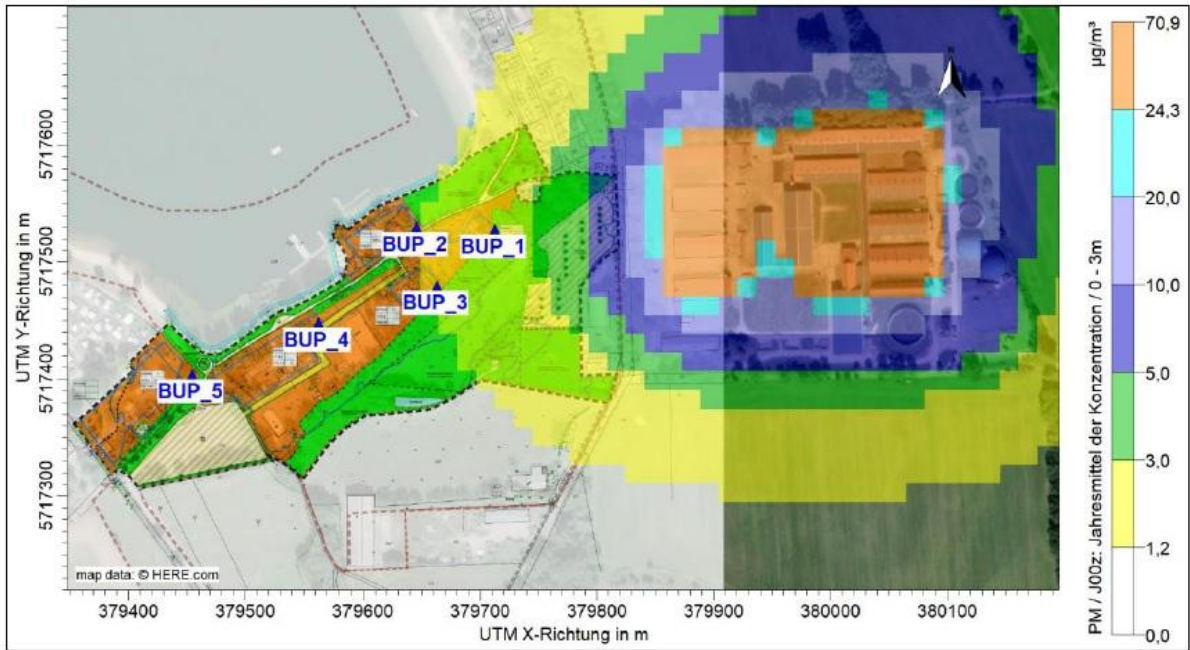 70,9
µg/m³
24,3
20,0
10,0
5,0
3,0
1,2
0,0
PM / J00z: Jahresmittel der Konzentration / 0 - 3m
N
5717600
5717500
5717400
5717300
UTM Y-Richtung in m
BUP_2
BUP_1
BUP_3
BUP_4
BUP_5
map data: © HERE.com
379400
379500
379600
379700
379800
379900
380000
380100
UTM X-Richtung in m